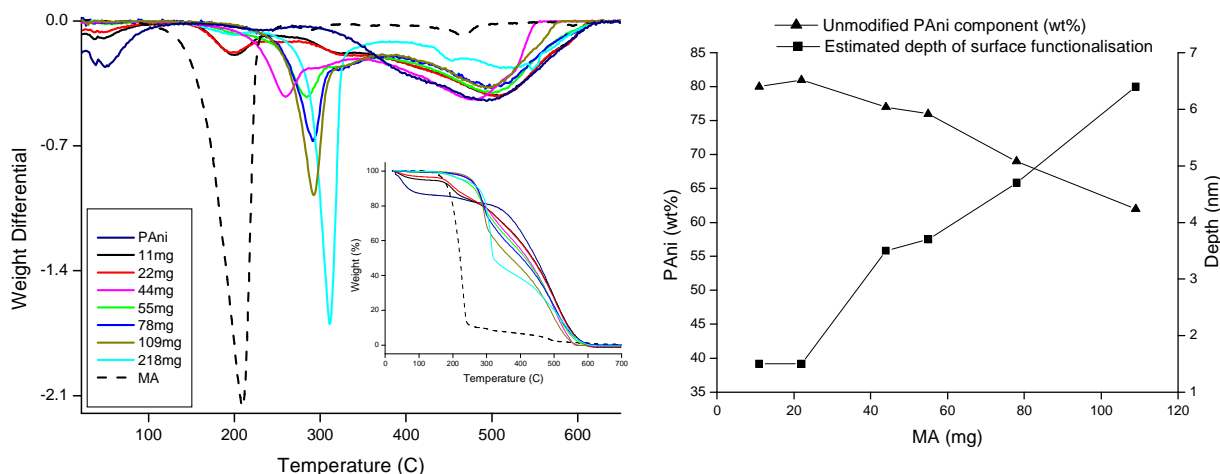 0.0
-0.7
-1.4
-2.1
Weight Differential
PAni
11mg
22mg
44mg
55mg
78mg
109mg
218mg
MA
100 200 300 400 500 600
Temperature (C)
100
80
60
40
20
0
Weight (%)
0 100 200 300 400 500 600 700
Temperature (C)
Unmodified PAni component (wt%)
Estimated depth of surface functionalisation
85
80
75
70
65
60
55
50
45
40
35
PAni (wt%)
7
6
5
4
3
2
1
Depth (nm)
0 20 40 60 80 100 120
MA (mg)